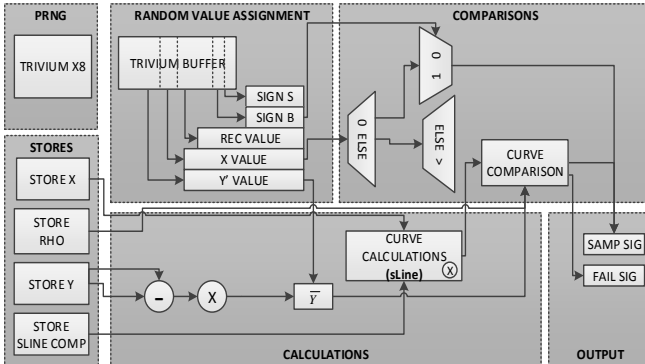 PRNG
TRIVIUM X8
RANDOM VALUE ASSIGNMENT
TRIVIUM BUFFER
SIGN S
SIGN B
REC VALUE
X VALUE
Y' VALUE
COMPARISONS
1 0
0 ELSE
ELSE <
CURVE
COMPARISON
STORES
STORE X
STORE
RHO
STORE Y
STORE
SLINE COMP
-
X
Y
CURVE
CALCULATIONS
(sLine)
X
CALCULATIONS
SAMP SIG
FAIL SIG
OUTPUT